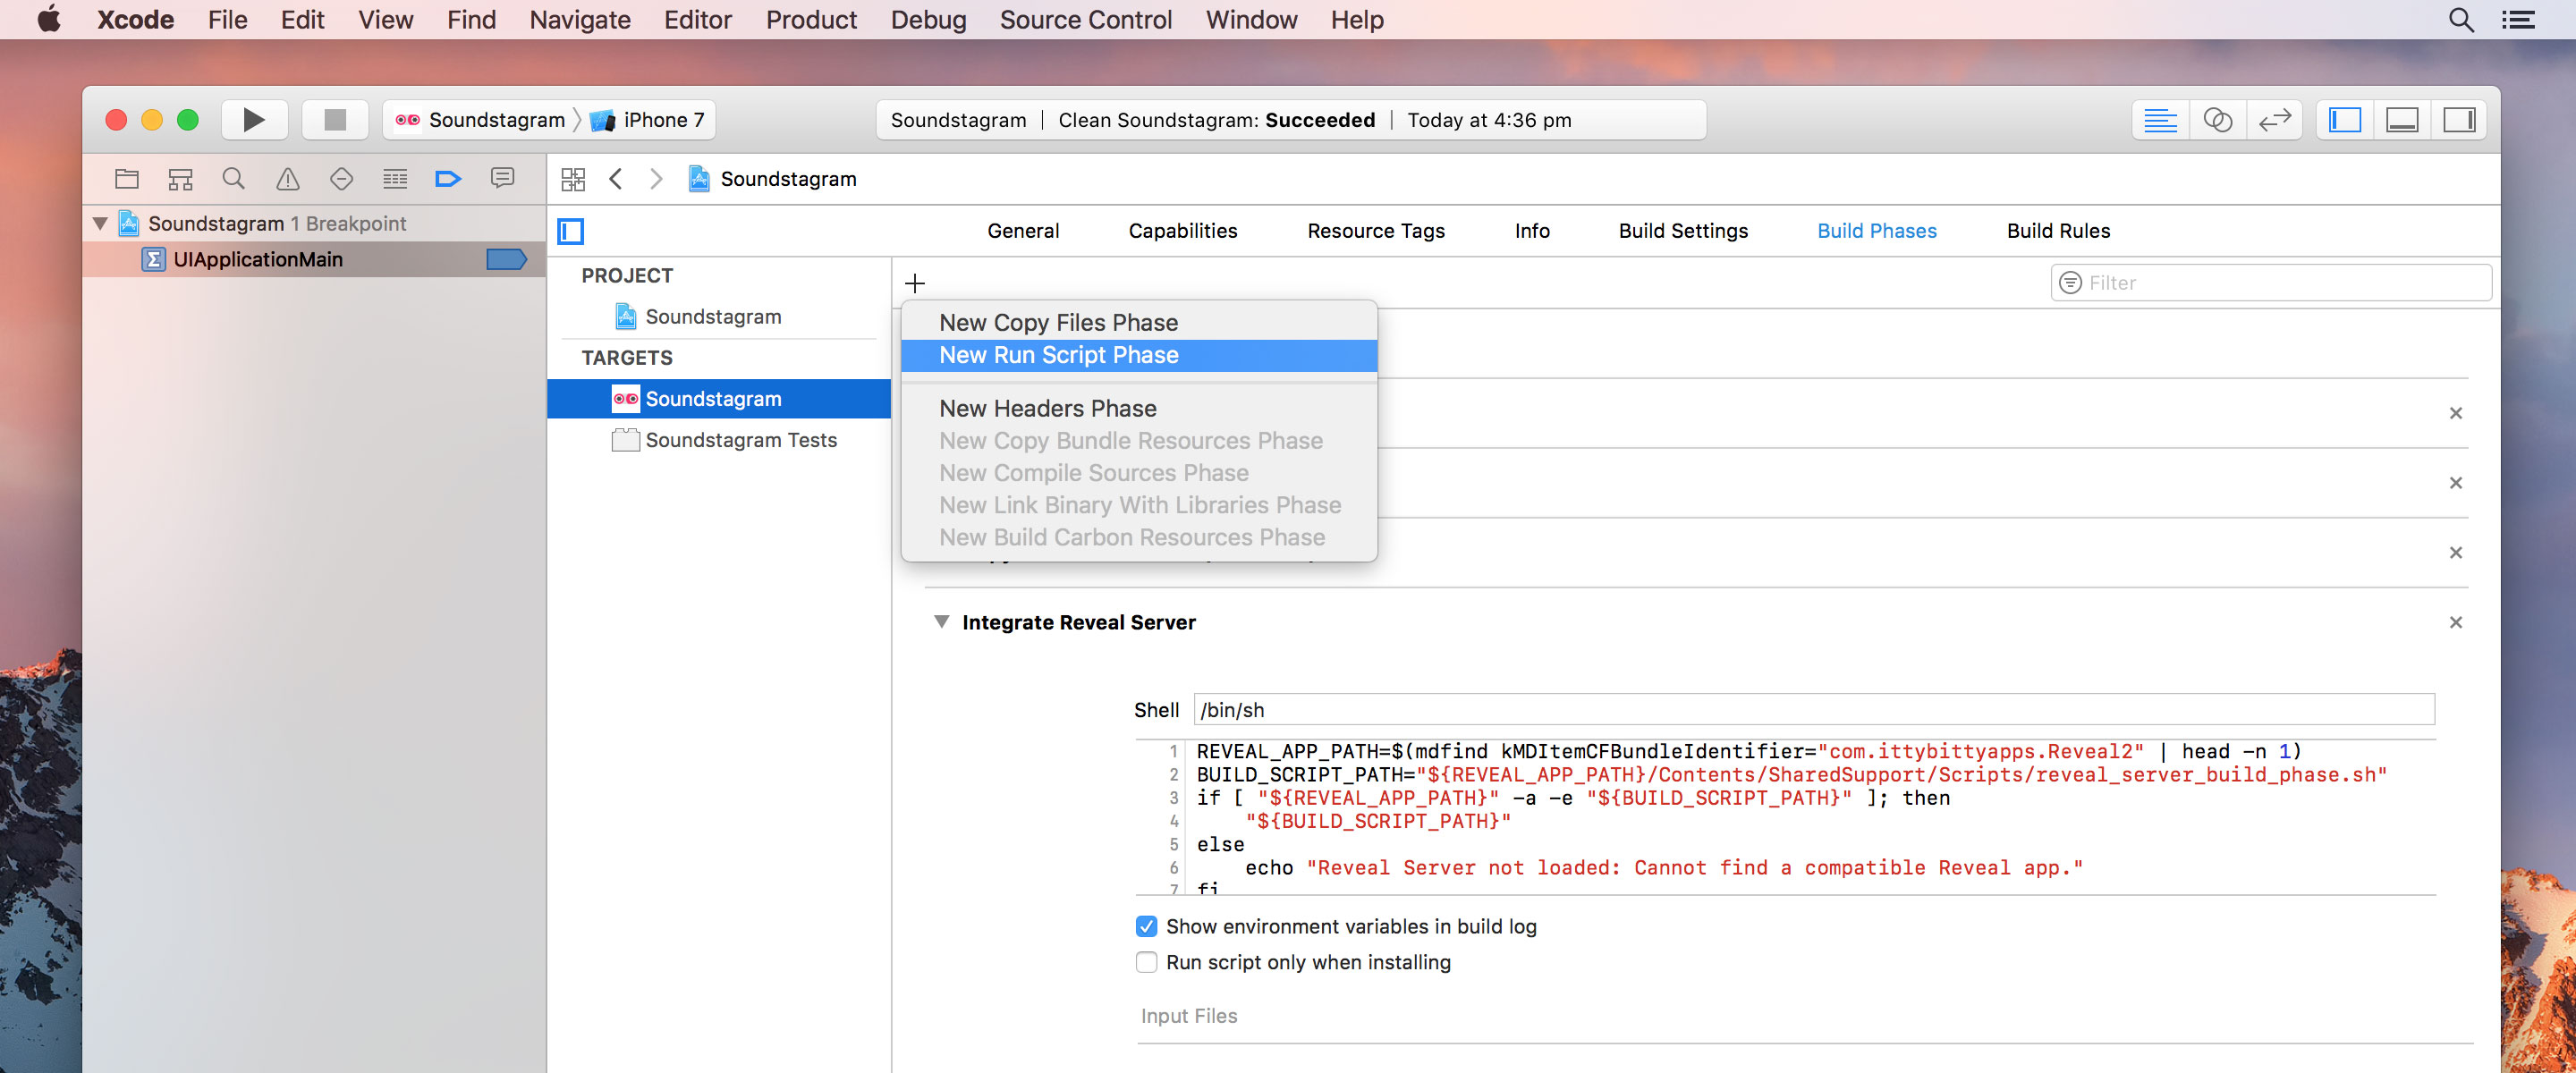 Xcode File Edit View Find Navigate Editor Product Debug Source Control Window Help
Soundstagram iPhone 7
Soundstagram | Clean Soundstagram: Succeeded | Today at 4:36 pm
Soundstagram
Soundstagram 1 Breakpoint
UIApplicationMain
General Capabilities Resource Tags Info Build Settings Build Phases Build Rules
PROJECT
Soundstagram
TARGETS
Soundstagram
Soundstagram Tests
Filter
New Copy Files Phase
New Run Script Phase
New Headers Phase
New Copy Bundle Resources Phase
New Compile Sources Phase
New Link Binary With Libraries Phase
New Build Carbon Resources Phase
Integrate Reveal Server
Shell /bin/sh
1 REVEAL_APP_PATH=$(mdfind kMDItemCFBundleIdentifier="com.ittybittyapps.Reveal2" | head -n 1)
2 BUILD_SCRIPT_PATH="${REVEAL_APP_PATH}/Contents/SharedSupport/Scripts/reveal_server_build_phase.sh"
3 if [ "${REVEAL_APP_PATH}" -a -e "${BUILD_SCRIPT_PATH}" ]; then
4 "${BUILD_SCRIPT_PATH}"
5 else
6 echo "Reveal Server not loaded: Cannot find a compatible Reveal app."
7 fi
Show environment variables in build log
Run script only when installing
Input Files